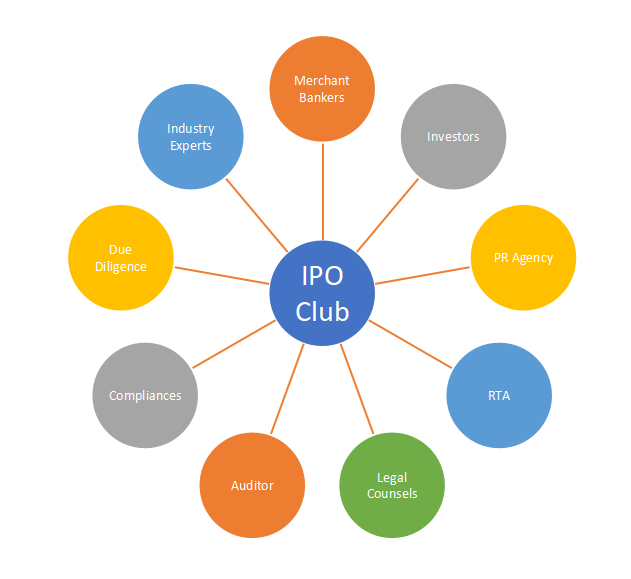 Merchant
Bankers
Industry
Experts
Investors
Due
Diligence
PR Agency
IPO
Club
Compliances
RTA
Auditor
Legal
Counsels